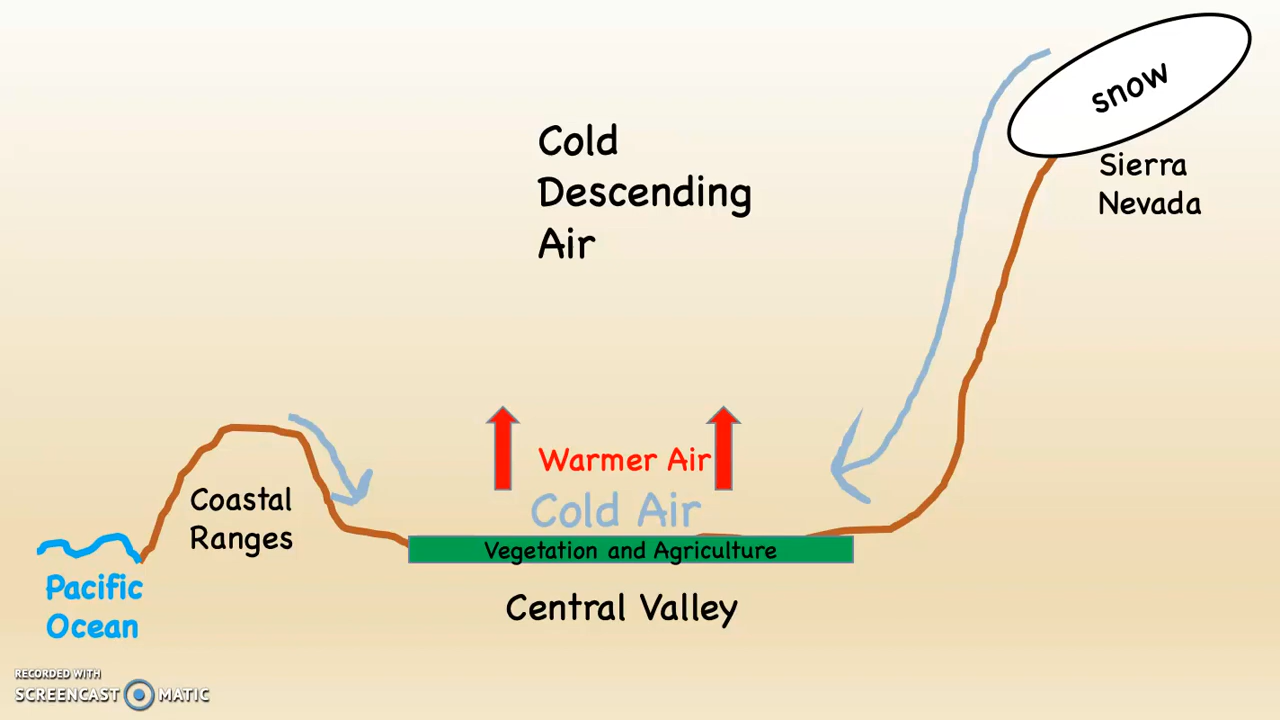 snow
Sierra
Nevada
Cold
Descending
Air
Warmer Air
Cold Air
Coastal
Ranges
Vegetation and Agriculture
Pacific
Ocean
Central Valley
RECORDED WITH
SCREENCAST MATIC